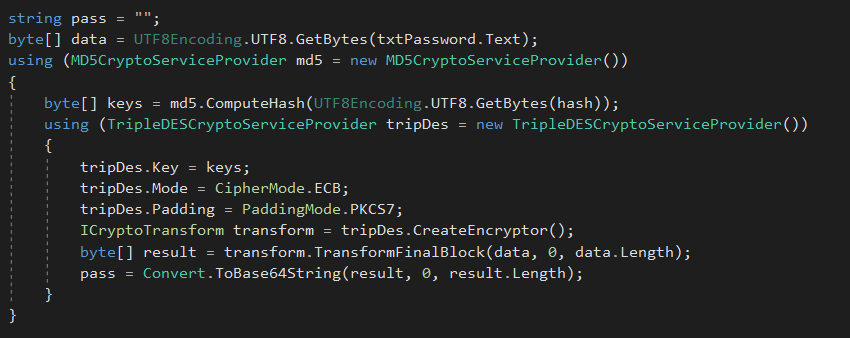 string pass = "";
byte[] data = UTF8Encoding.UTF8.GetBytes(txtPassword.Text);
using (MD5CryptoServiceProvider md5 = new MD5CryptoServiceProvider())
{
    byte[] keys = md5.ComputeHash(UTF8Encoding.UTF8.GetBytes(hash));
    using (TripleDESCryptoServiceProvider tripDes = new TripleDESCryptoServiceProvider())
    {
        tripDes.Key = keys;
        tripDes.Mode = CipherMode.ECB;
        tripDes.Padding = PaddingMode.PKCS7;
        ICryptoTransform transform = tripDes.CreateEncryptor();
        byte[] result = transform.TransformFinalBlock(data, 0, data.Length);
        pass = Convert.ToBase64String(result, 0, result.Length);
    }
}